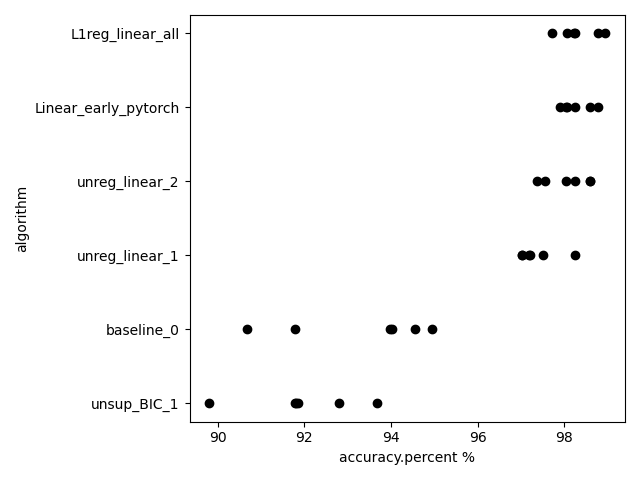 L1reg_linear_all
Linear_early_pytorch
unreg_linear_2
unreg_linear_1
baseline_0
unsup_BIC_1
algorithm
90 92 94 96 98
accuracy.percent %